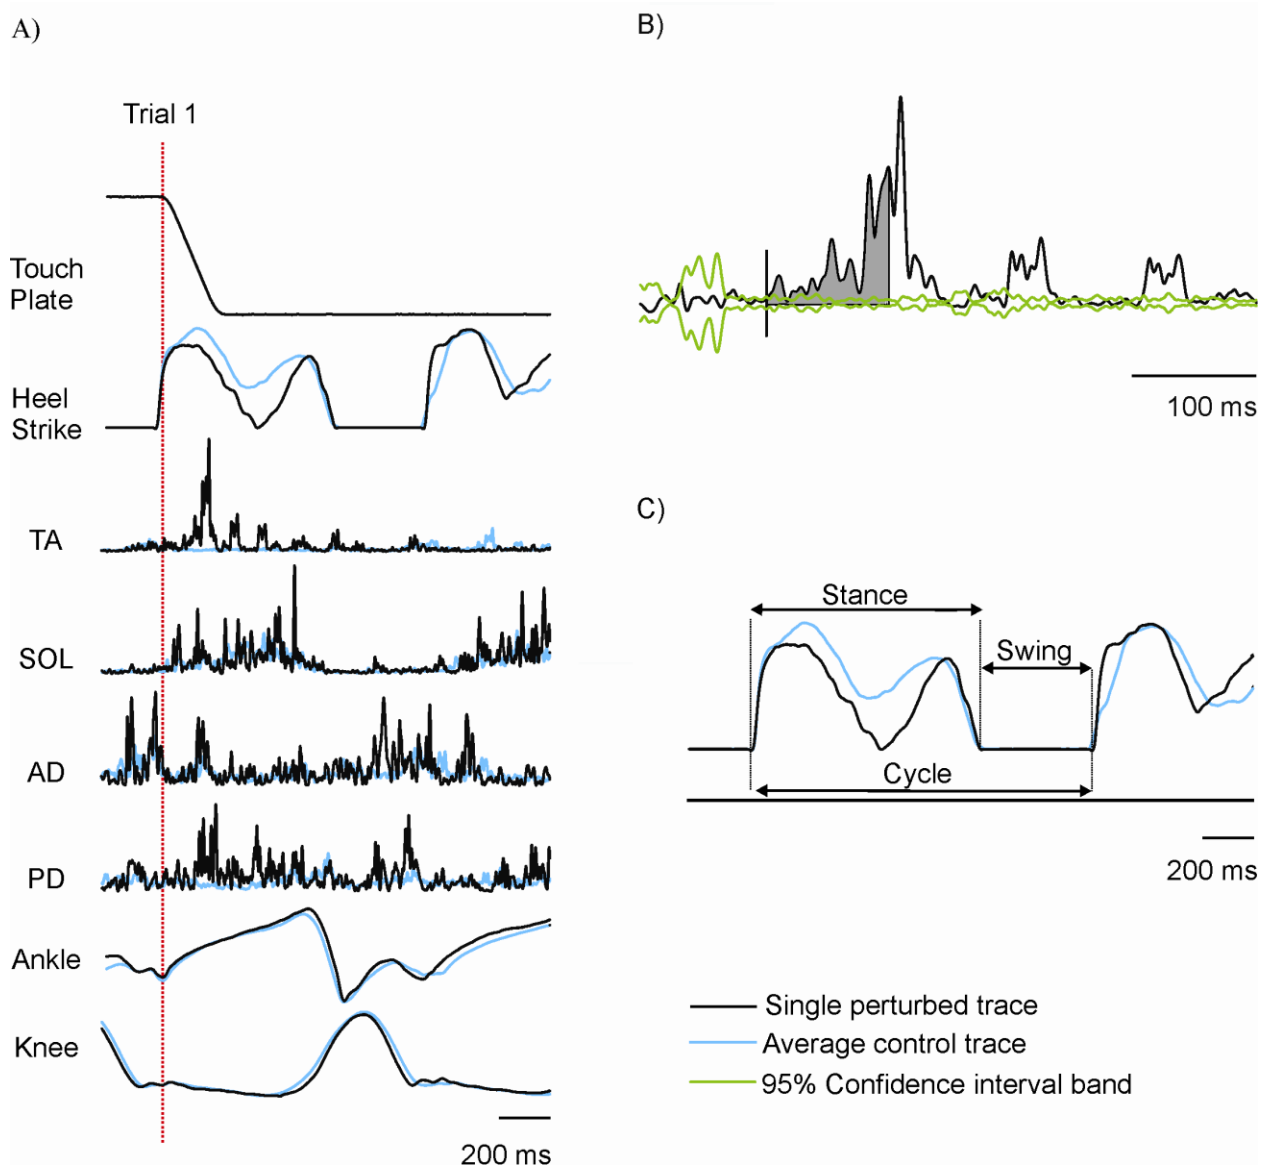 A)
Trial 1
Touch
Plate
Heel
Strike
TA
SOL
AD
PD
Ankle
Knee
200 ms
B)
100 ms
C)
Stance
Swing
Cycle
200 ms
Single perturbed trace
Average control trace
95% Confidence interval band